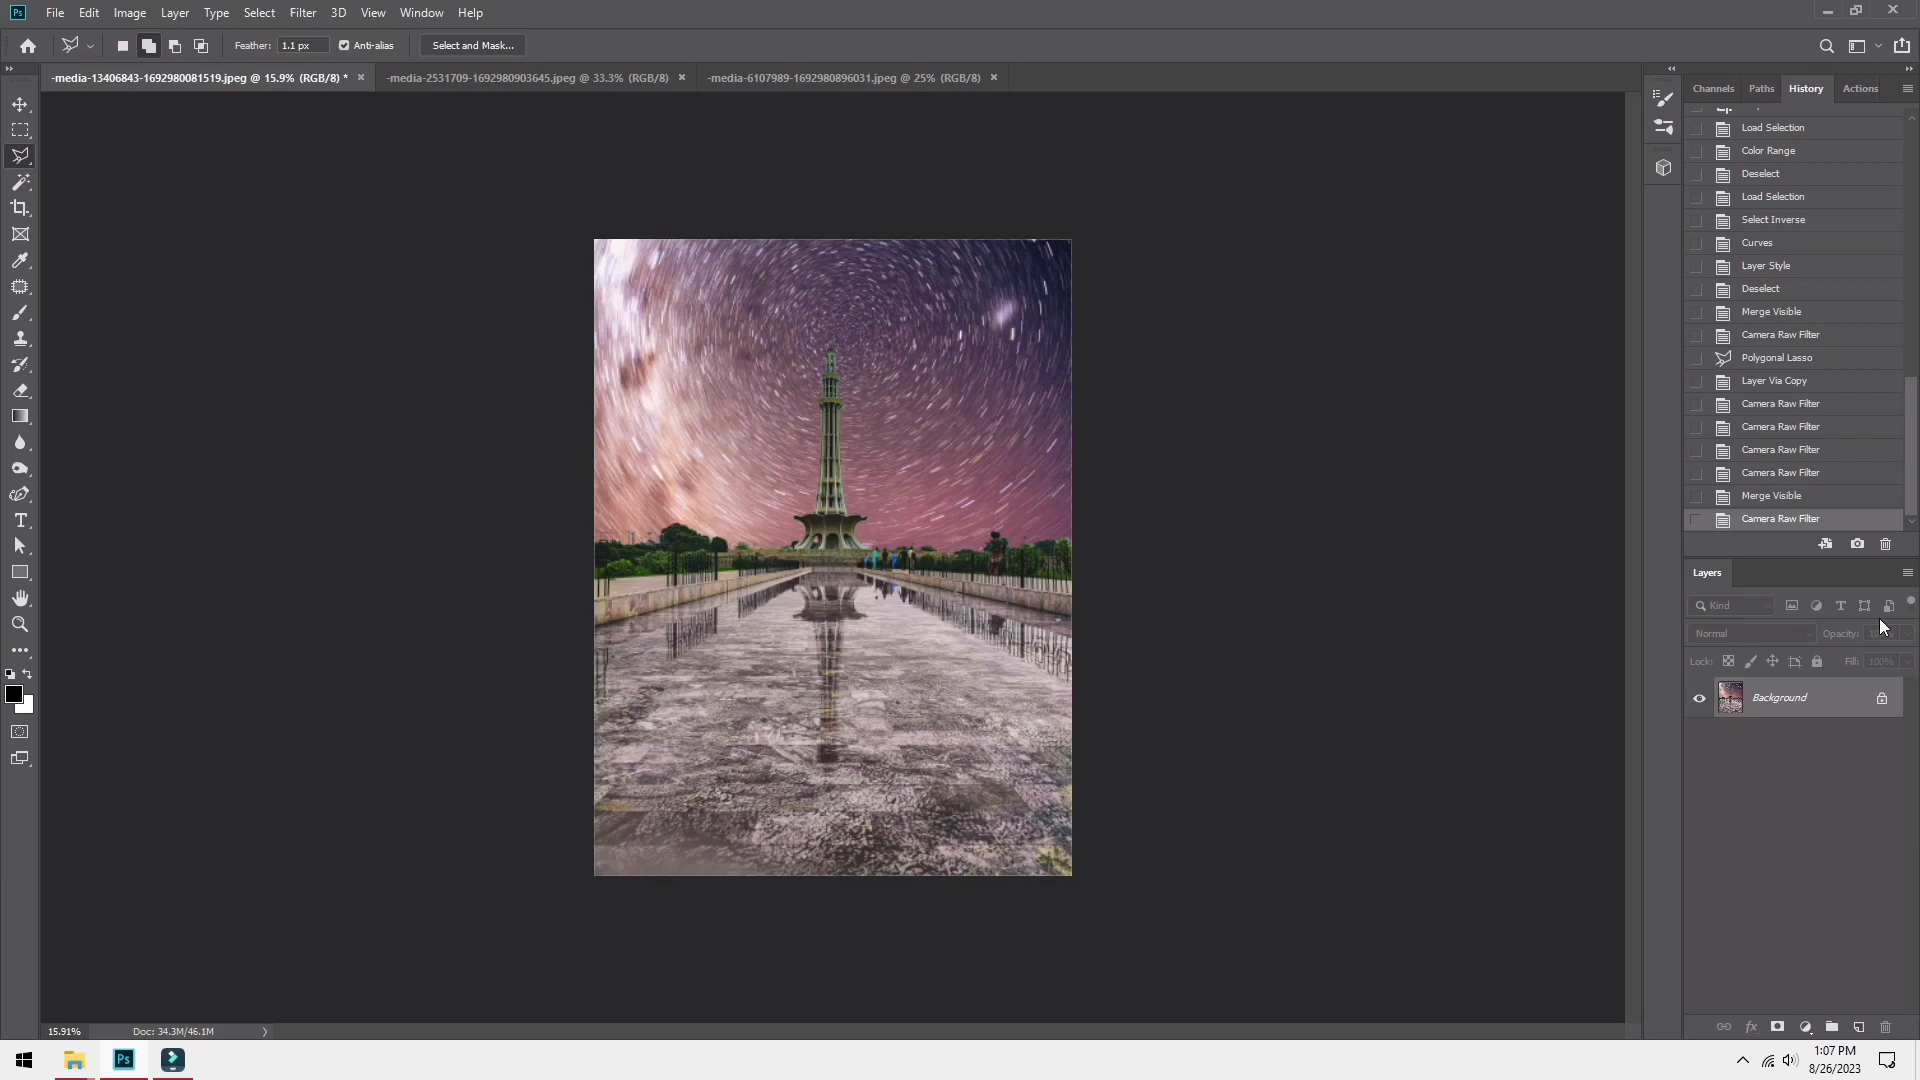 Ps File Edit Image Layer Type Select Filter 3D View Window Help
Feather: 1.1 px Anti-alias Select and Mask...
-media-13406843-1692980081519.jpeg @ 15.9% (RGB/8) * × -media-2531709-1692980903645.jpeg @ 33.3% (RGB/8) × -media-6107989-1692980896031.jpeg @ 25% (RGB/8) ×
Channels Paths History Actions
Load Selection
Color Range
Deselect
Load Selection
Select Inverse
Curves
Layer Style
Deselect
Merge Visible
Camera Raw Filter
Polygonal Lasso
Layer Via Copy
Camera Raw Filter
Camera Raw Filter
Camera Raw Filter
Camera Raw Filter
Merge Visible
Camera Raw Filter
Layers
Kind
Normal Opacity:
Lock: Fill: 100%
Background
15.91% Doc: 34.3M/46.1M
Ps
1:07 PM
8/26/2023